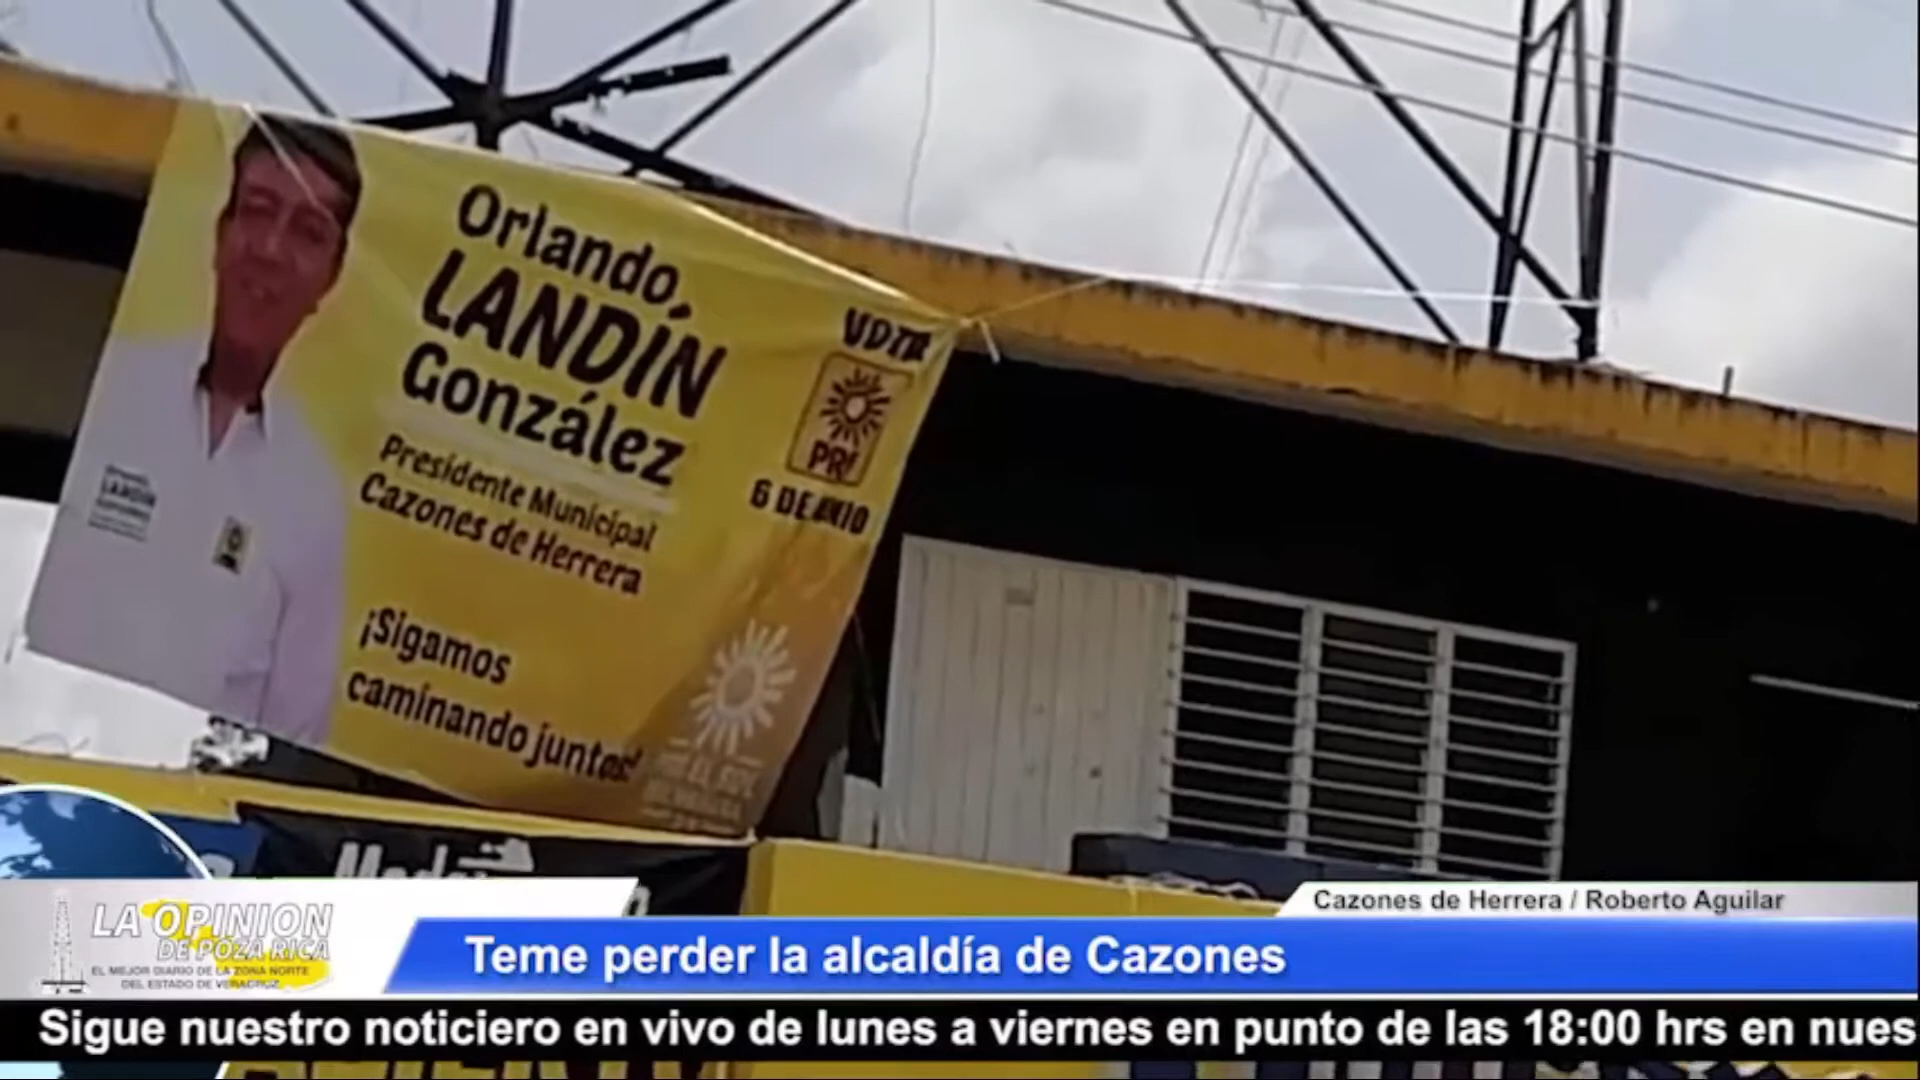 Orlando
LANDÍN
González
Presidente Municipal
Cazones de Herrera
¡Sigamos
caminando juntos!
VOTA
PRD
6 DE JUNIO
LANDÍN
Cazones de Herrera / Roberto Aguilar
LA OPINION
DE POZA RICA
EL MEJOR DIARIO DE LA ZONA NORTE
DEL ESTADO DE VERACRUZ
Teme perder la alcaldía de Cazones
Sigue nuestro noticiero en vivo de lunes a viernes en punto de las 18:00 hrs en nues